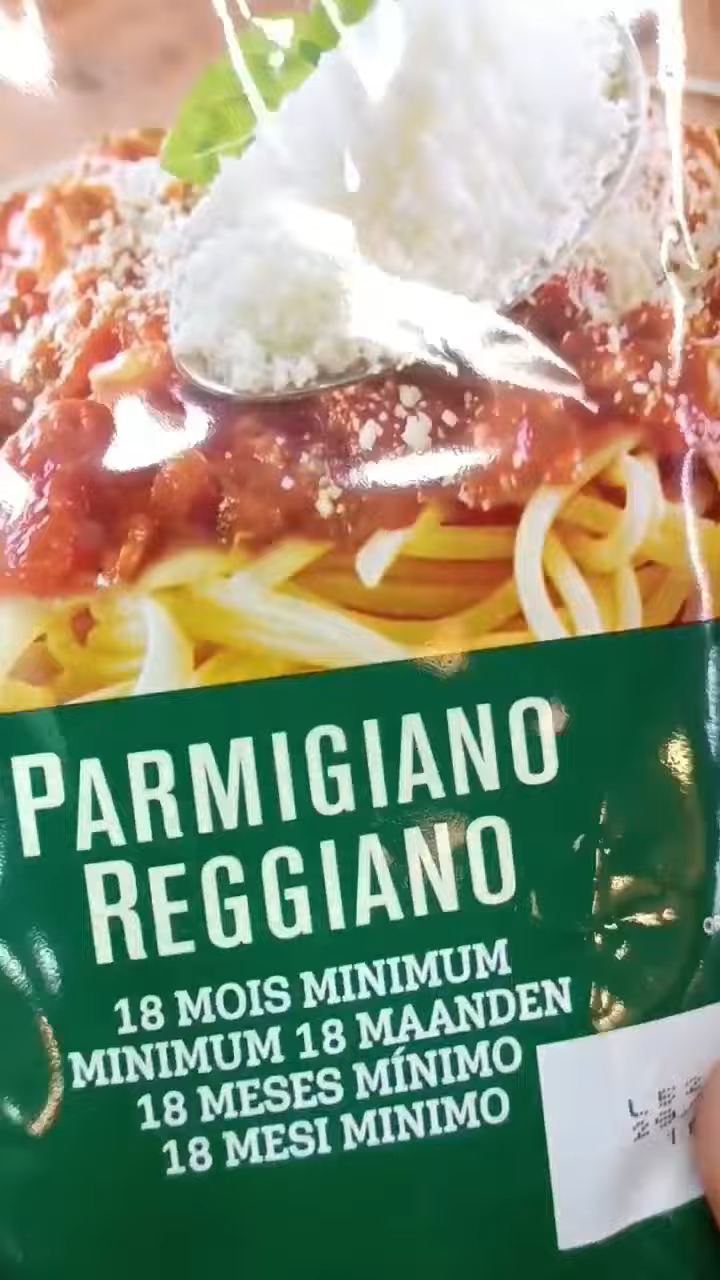 PARMIGIANO
REGGIANO
18 MOIS MINIMUM
MINIMUM 18 MAANDEN
18 MESES MÍNIMO
18 MESI MINIMO